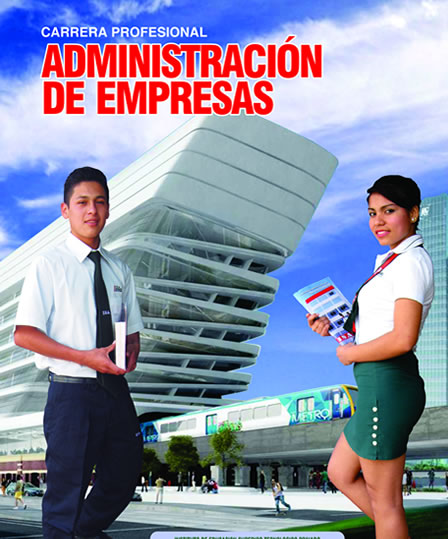 CARRERA PROFESIONAL
ADMINISTRACIÓN
DE EMPRESAS
METRO